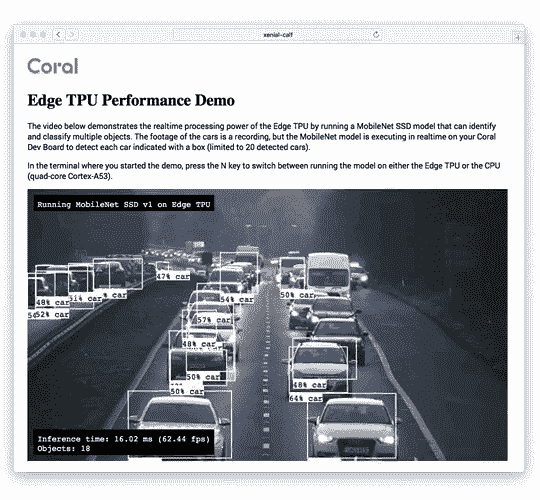 xenial-calf
Coral
Edge TPU Performance Demo
The video below demonstrates the realtime processing power of the Edge TPU by running a MobileNet SSD model that can identify
and classify multiple objects. The footage of the cars is a recording, but the MobileNet model is executing in realtime on your Coral
Dev Board to detect each car indicated with a box (limited to 20 detected cars).
In the terminal where you started the demo, press the N key to switch between running the model on either the Edge TPU or the CPU
(quad-core Cortex-A53).
Running MobileNet SSD v1 on Edge TPU
47% car
50% car
54% car
48% car
51% car
52% car
57% car
48% car
50% car
50% car
48% car
64% car
Inference time: 16.02 ms (62.44 fps)
Objects: 18